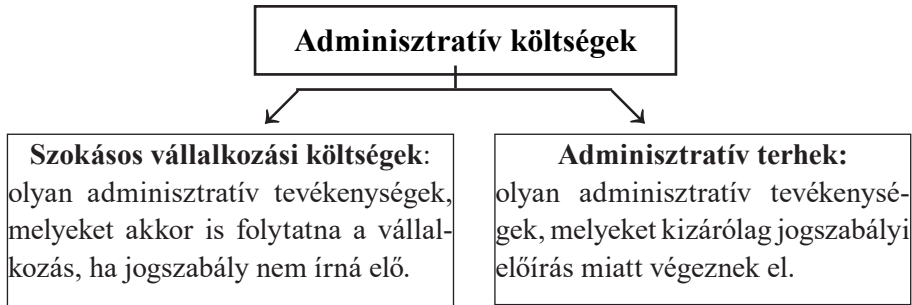 Adminisztratív költségek
Szokásos vállalkozási költségek:
olyan adminisztratív tevékenységek,
melyeket akkor is folytatna a vállal-
kozás, ha jogszabály nem írná elő.
Adminisztratív terhek:
olyan adminisztratív tevékenysé-
gek, melyeket kizárólag jogszabályi
előírás miatt végeznek el.